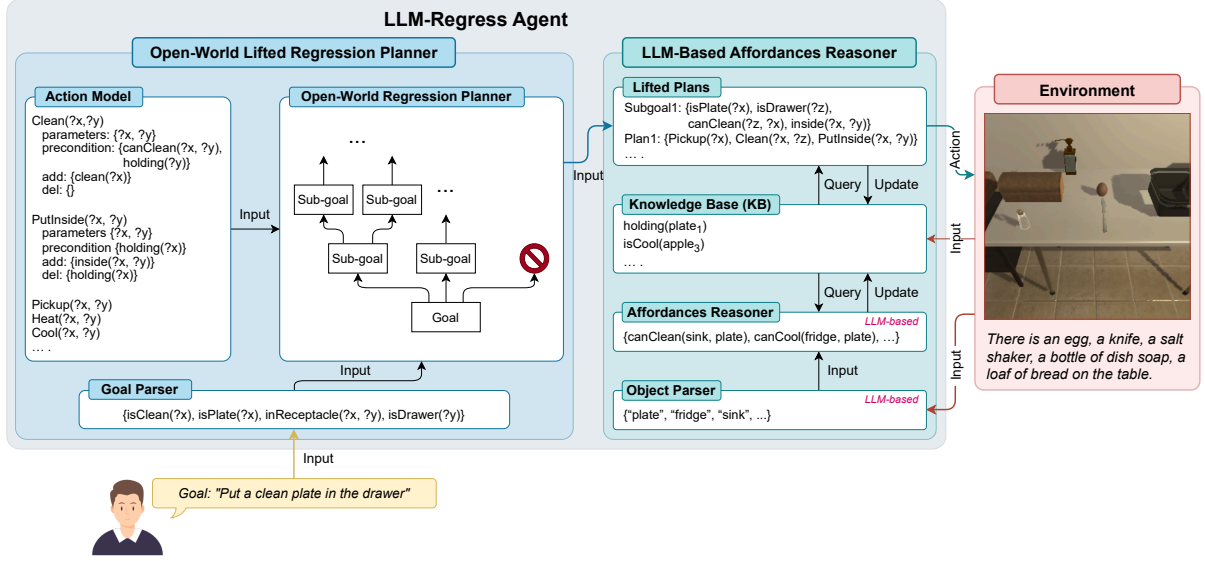 LLM-Regress Agent
Open-World Lifted Regression Planner
Action Model
Clean(?x,?y)
parameters: {?x, ?y}
precondition: {canClean(?x, ?y),
holding(?y)}
add: {clean(?x)}
del: {}
PutInside(?x, ?y)
parameters {?x, ?y}
precondition {holding(?x)}
add: {inside(?x, ?y)}
del: {holding(?x)}
Pickup(?x, ?y)
Heat(?x, ?y)
Cool(?x, ?y)
... .
Input
Open-World Regression Planner
...
...
Sub-goal
Sub-goal
Sub-goal
Sub-goal
Goal
Input
Goal Parser
{isClean(?x), isPlate(?x), inReceptacle(?x, ?y), isDrawer(?y)}
Input
Goal: "Put a clean plate in the drawer"
Input
LLM-Based Affordances Reasoner
Lifted Plans
Subgoal1: {isPlate(?x), isDrawer(?z),
canClean(?z, ?x), inside(?x, ?y)}
Plan1: {Pickup(?x), Clean(?x, ?z), PutInside(?x, ?y)}
... .
Query
Update
Knowledge Base (KB)
holding(plate1)
isCool(apple3)
... .
Query
Update
Affordances Reasoner
LLM-based
{canClean(sink, plate), canCool(fridge, plate), ...}
Input
Object Parser
LLM-based
{“plate”, “fridge”, “sink”, ...}
Action
Input
Input
Environment
There is an egg, a knife, a salt
shaker, a bottle of dish soap, a
loaf of bread on the table.